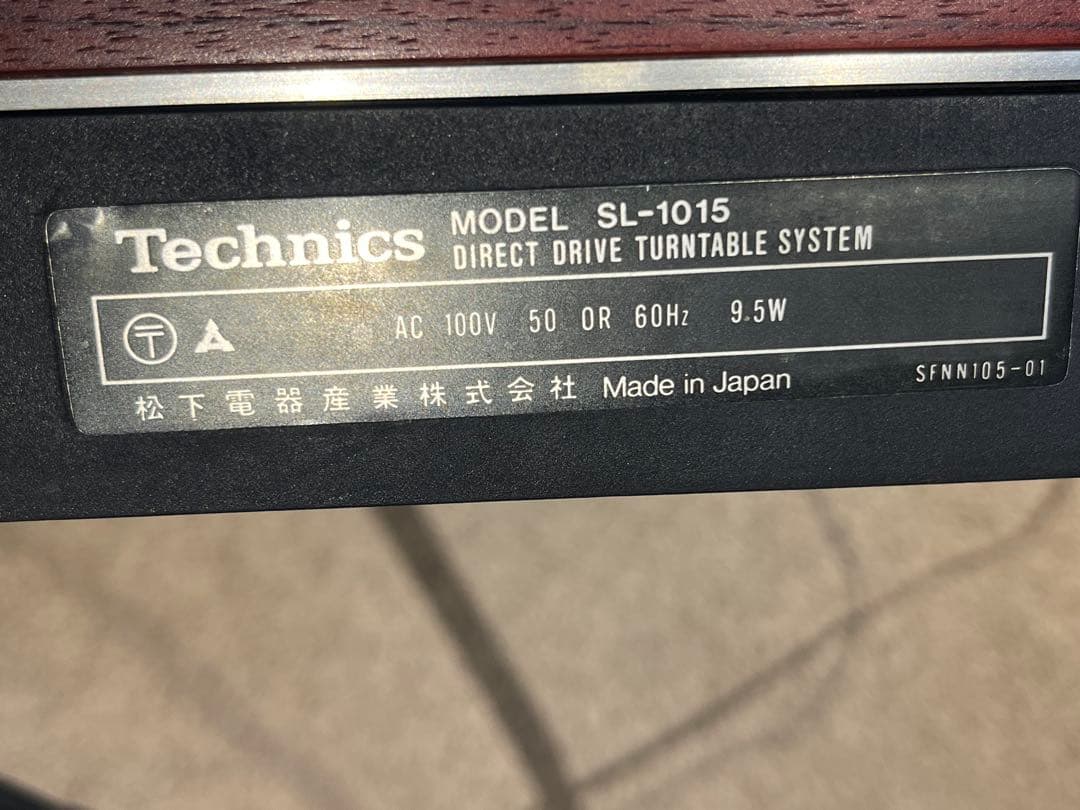 Technics MODEL SL-1015
DIRECT DRIVE TURNTABLE SYSTEM
〒 AC 100V 50 OR 60Hz 9.5W
松下電器産業株式会社 Made in Japan SFNN105-01